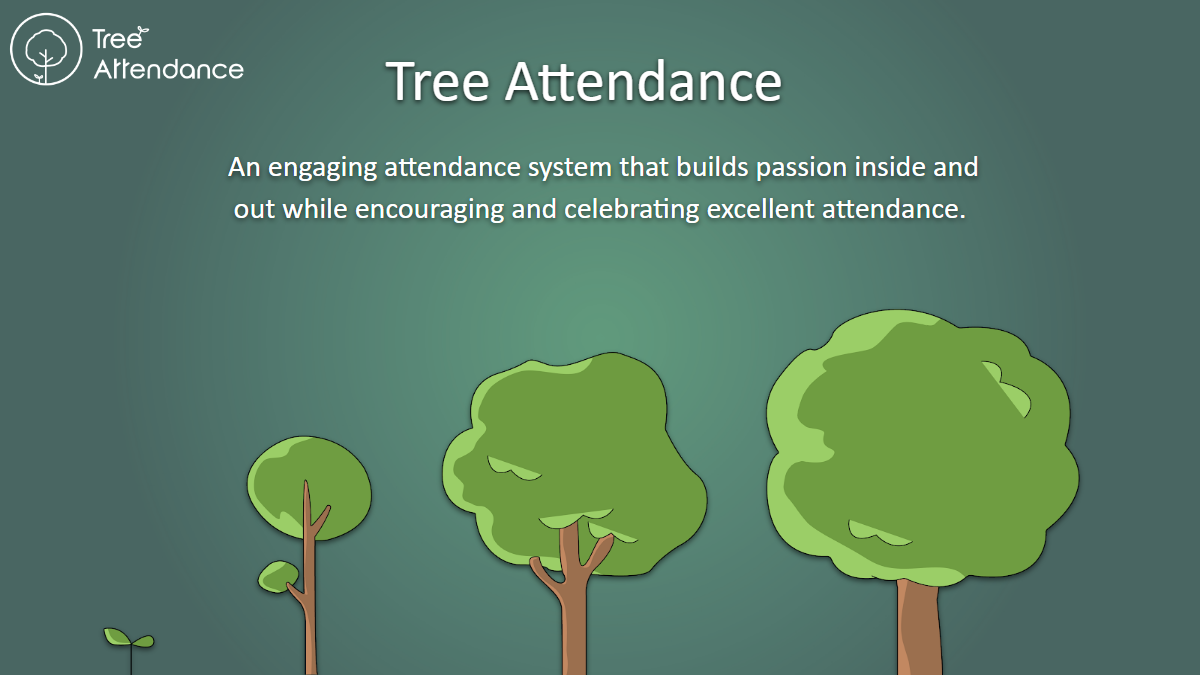 Tree
Attendance
Tree Attendance
An engaging attendance system that builds passion inside and
out while encouraging and celebrating excellent attendance.